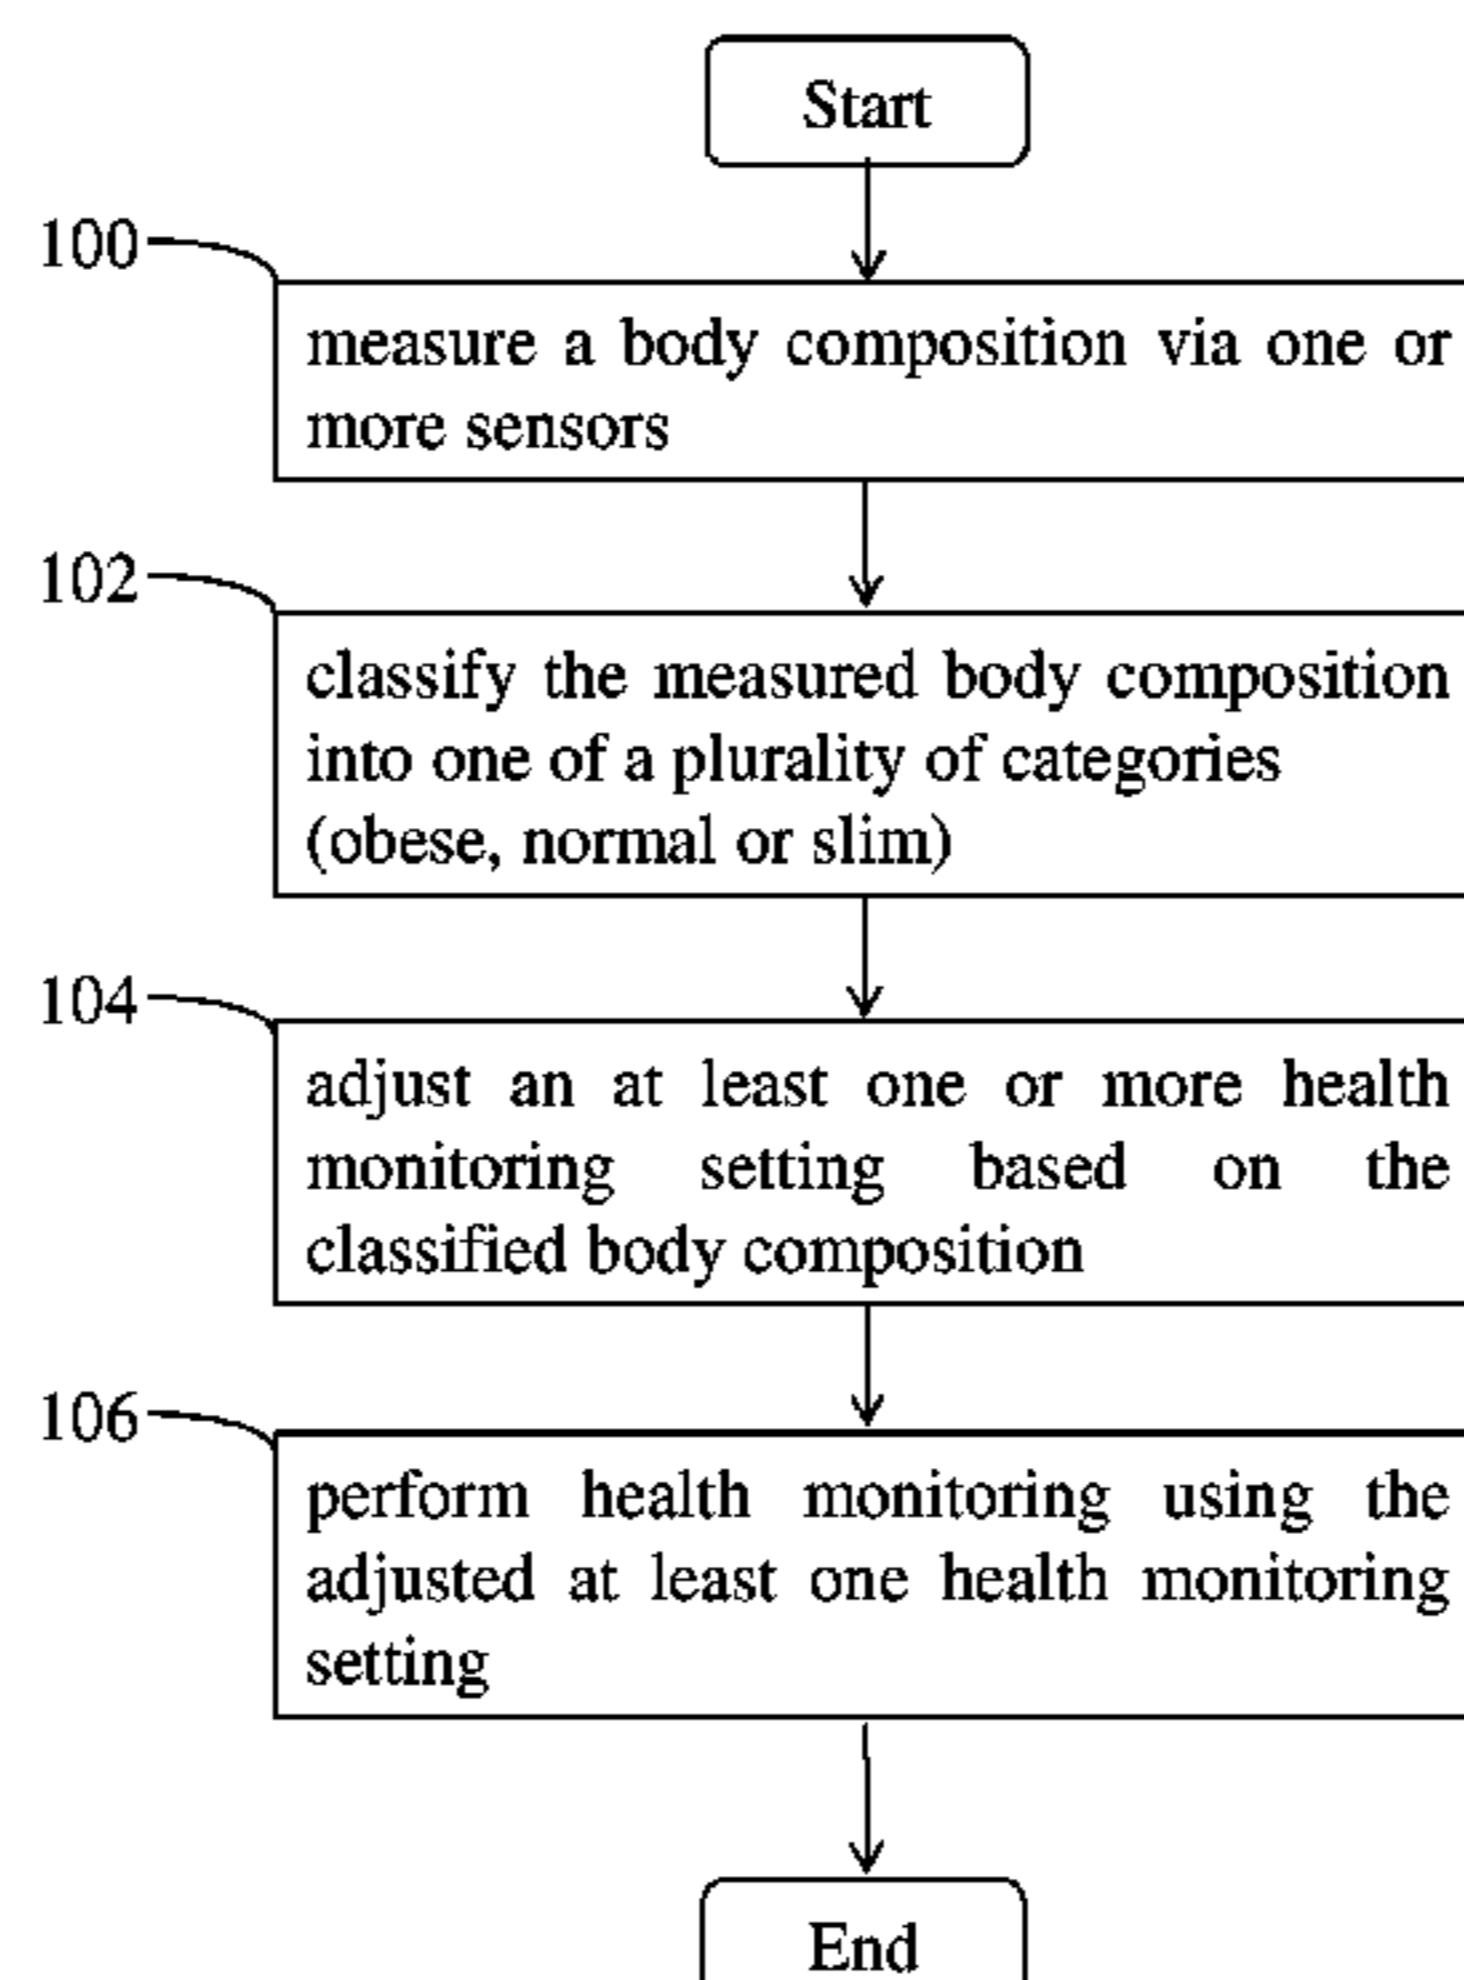 Start
100
measure a body composition via one or
more sensors
102
classify the measured body composition
into one of a plurality of categories
(obese, normal or slim)
104
adjust an at least one or more health
monitoring setting based on the
classified body composition
106
perform health monitoring using the
adjusted at least one health monitoring
setting
End